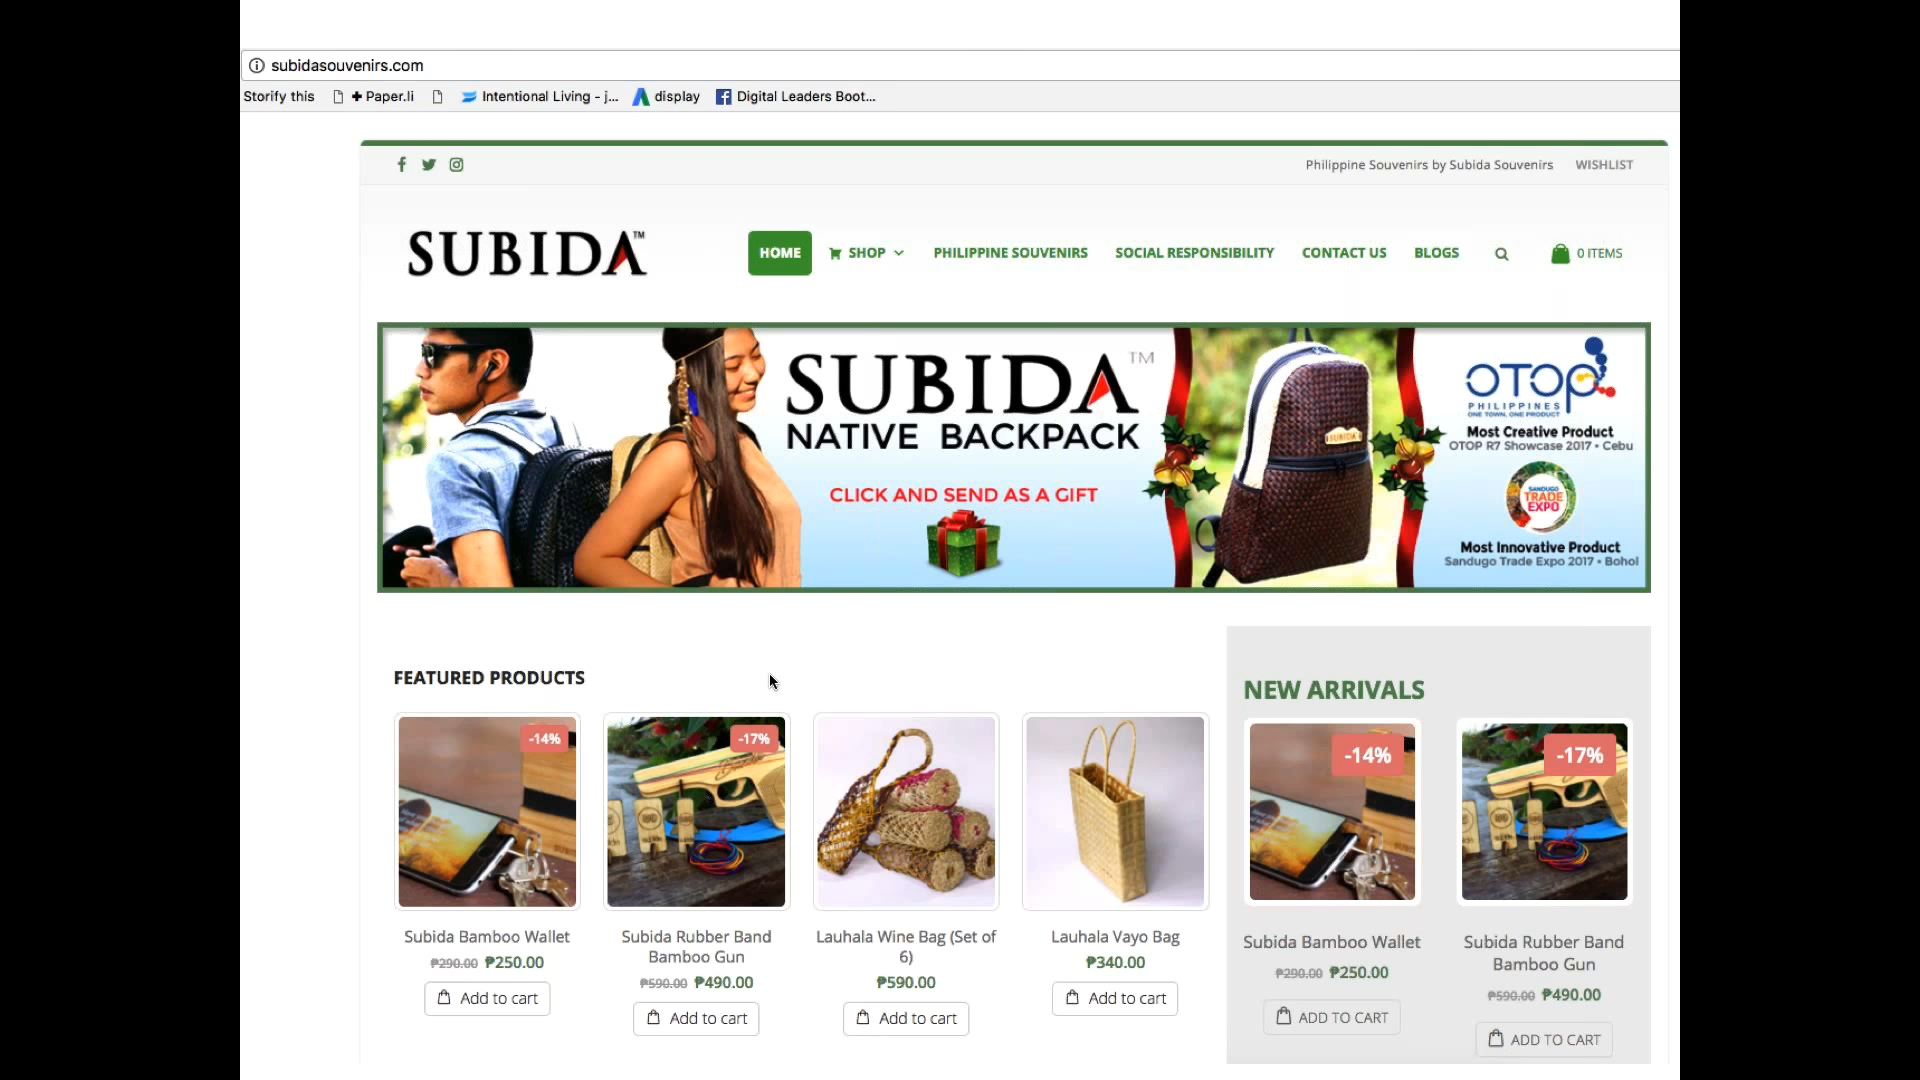 subidasouvenirs.com
Storify this
+ Paper.li
Intentional Living - j...
display
Digital Leaders Boot...
Philippine Souvenirs by Subida Souvenirs WISHLIST
SUBIDA™
HOME SHOP PHILIPPINE SOUVENIRS SOCIAL RESPONSIBILITY CONTACT US BLOGS 0 ITEMS
SUBIDA™
NATIVE BACKPACK
CLICK AND SEND AS A GIFT
SUBIDA
OTOP
PHILIPPINES
ONE TOWN, ONE PRODUCT
Most Creative Product
OTOP R7 Showcase 2017 • Cebu
SANDUGO
TRADE
EXPO
Most Innovative Product
Sandugo Trade Expo 2017 • Bohol
FEATURED PRODUCTS
-14%
Subida Bamboo Wallet
₱290.00 ₱250.00
Add to cart
-17%
Subida Rubber Band
Bamboo Gun
₱590.00 ₱490.00
Add to cart
Lauhala Wine Bag (Set of
6)
₱590.00
Add to cart
Lauhala Vayo Bag
₱340.00
Add to cart
NEW ARRIVALS
-14%
Subida Bamboo Wallet
₱290.00 ₱250.00
ADD TO CART
-17%
Subida Rubber Band
Bamboo Gun
₱590.00 ₱490.00
ADD TO CART